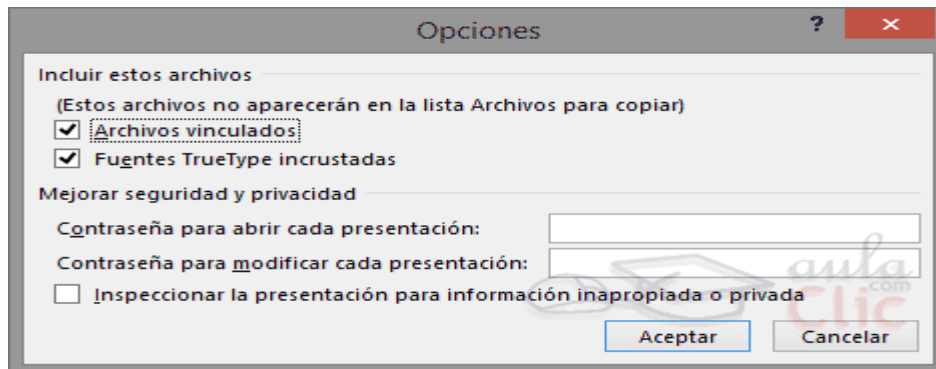 Opciones
?
Incluir estos archivos
(Estos archivos no aparecerán en la lista Archivos para copiar)
Archivos vinculados
Fuentes TrueType incrustadas
Mejorar seguridad y privacidad
Contraseña para abrir cada presentación:
Contraseña para modificar cada presentación:
Inspeccionar la presentación para información inapropiada o privada
aula
.com
Clic
Aceptar Cancelar